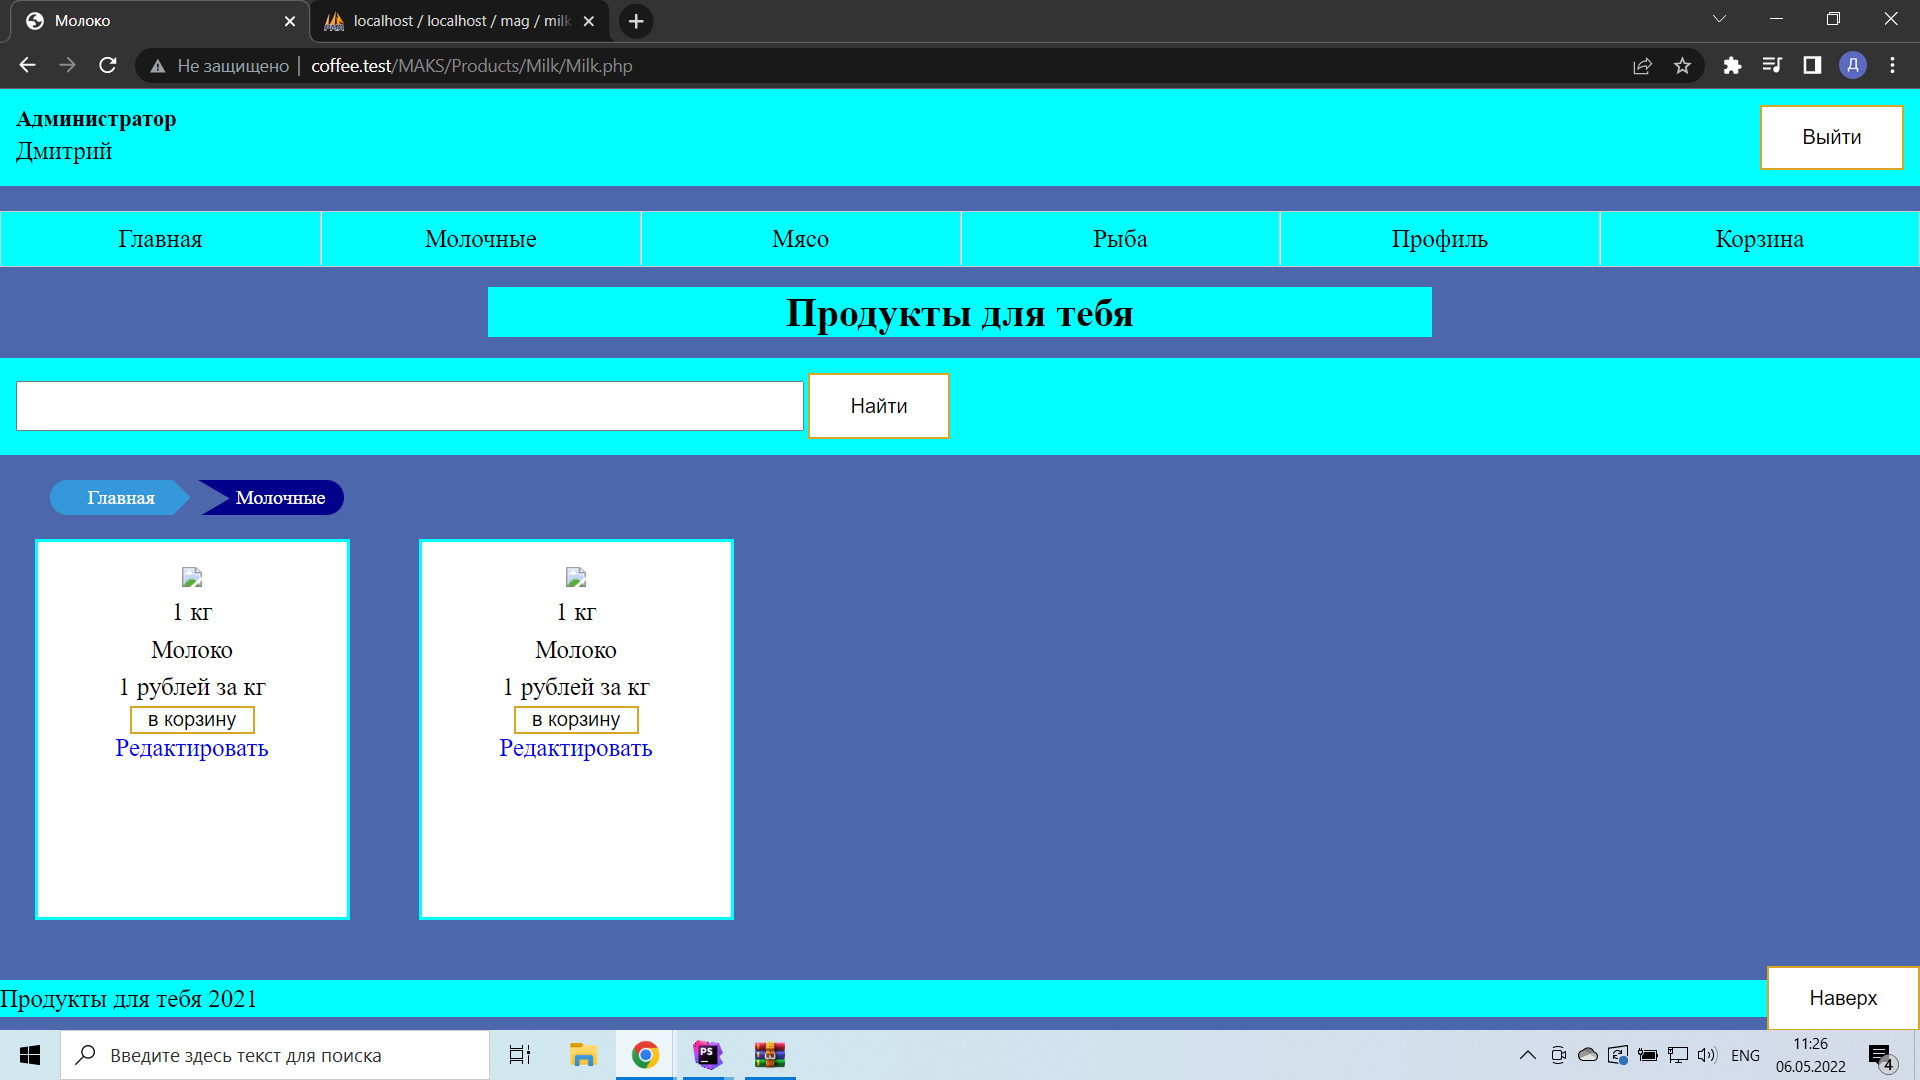 Молоко
localhost / localhost / mag / milk
Не защищено
coffee.test/MAKS/Products/Milk/Milk.php
Д
Администратор
Дмитрий
Выйти
Главная
Молочные
Мясо
Рыба
Профиль
Корзина
Продукты для тебя
Найти
Главная
Молочные
1 кг
Молоко
1 рублей за кг
в корзину
Редактировать
1 кг
Молоко
1 рублей за кг
в корзину
Редактировать
Продукты для тебя 2021
Наверх
Введите здесь текст для поиска
PS
ENG
11:26
06.05.2022
4